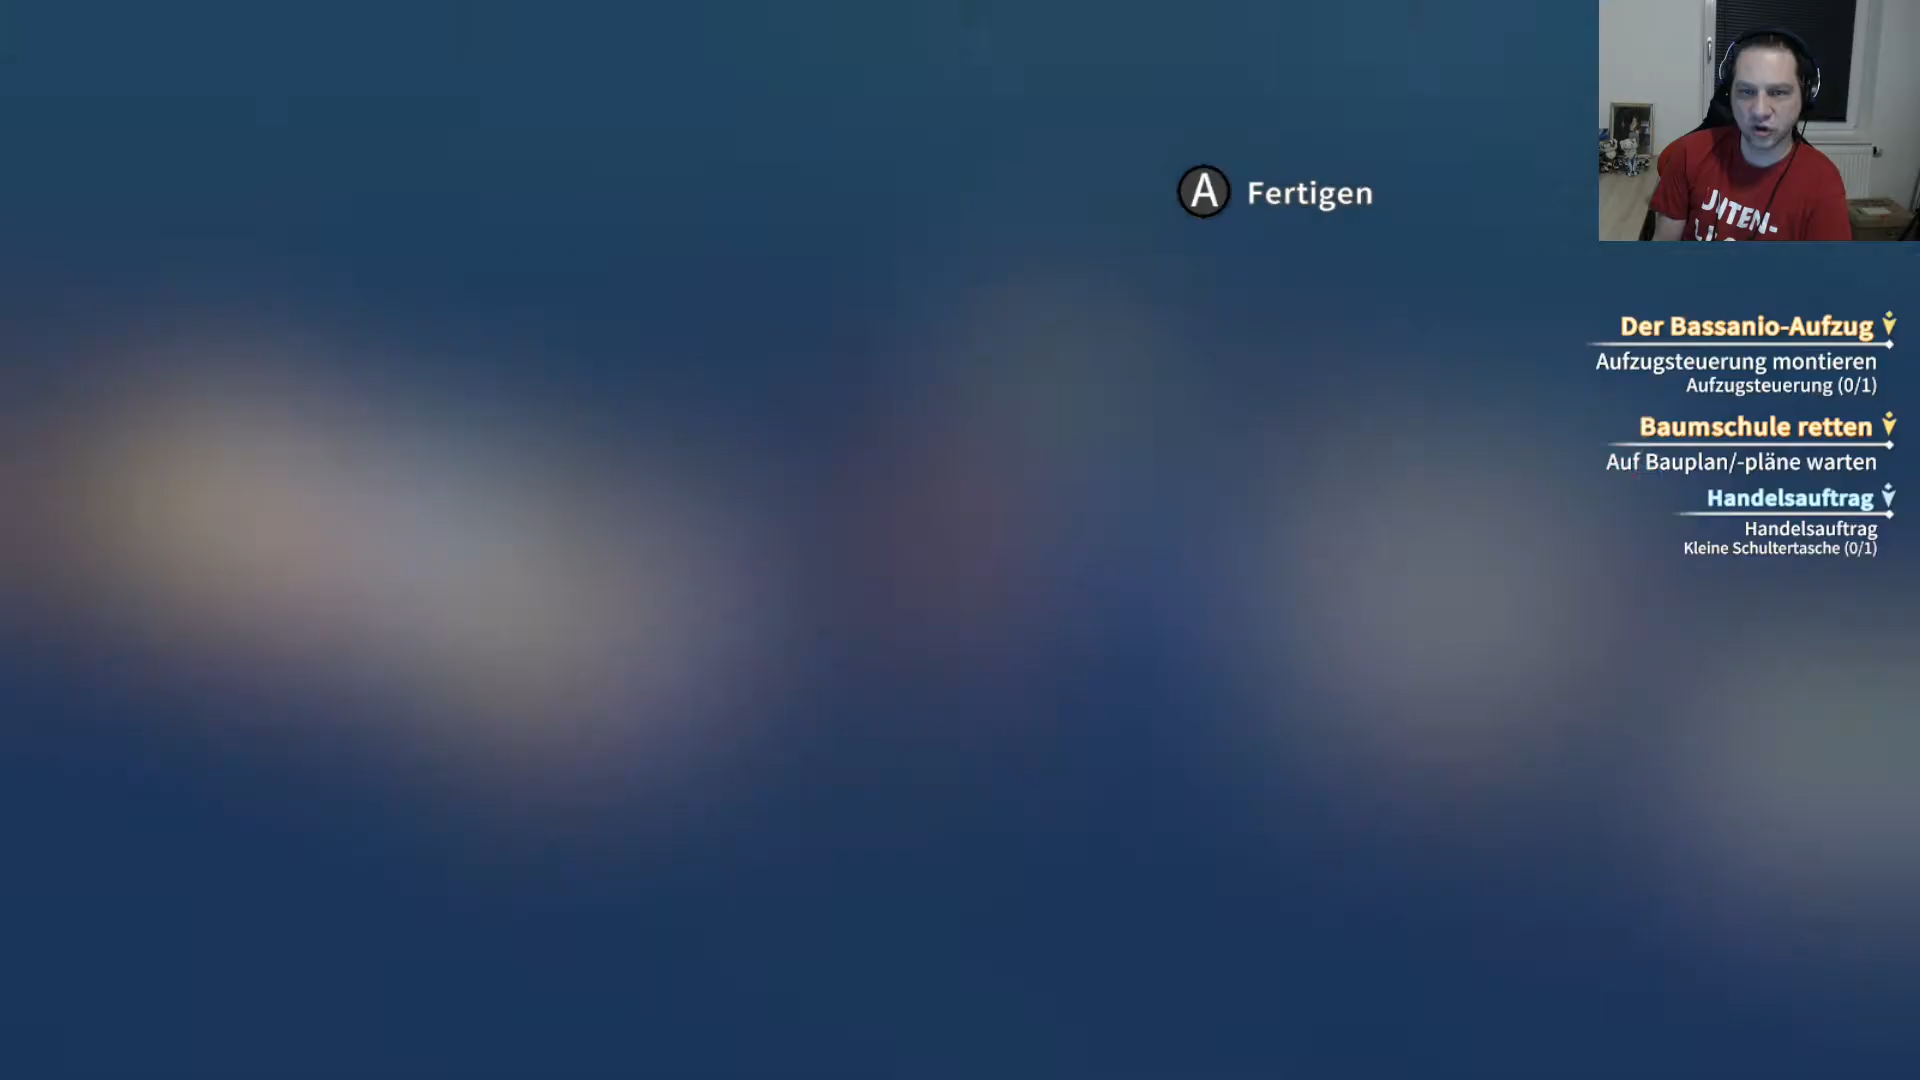 A Fertigen
Der Bassanio-Aufzug
Aufzugsteuerung montieren
Aufzugsteuerung (0/1)
Baumschule retten
Auf Bauplan/-pläne warten
Handelsauftrag
Handelsauftrag
Kleine Schultertasche (0/1)